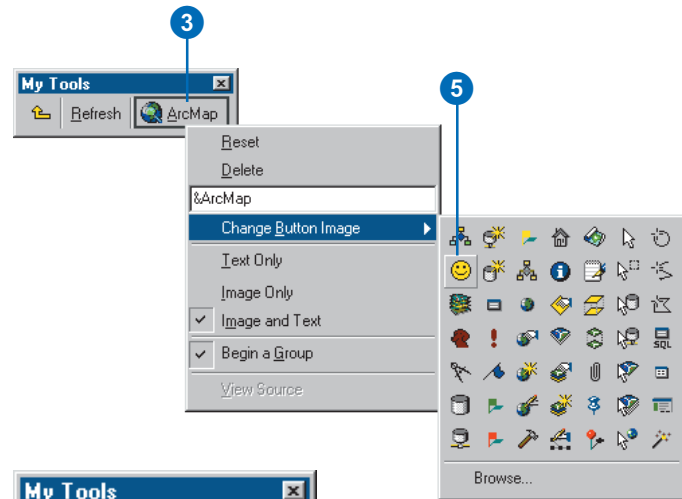 3
My Tools
Refresh ArcMap
5
Reset
Delete
&ArcMap
Change Button Image
Text Only
Image Only
Image and Text
Begin a Group
View Source
SQL
Browse...
My Tools